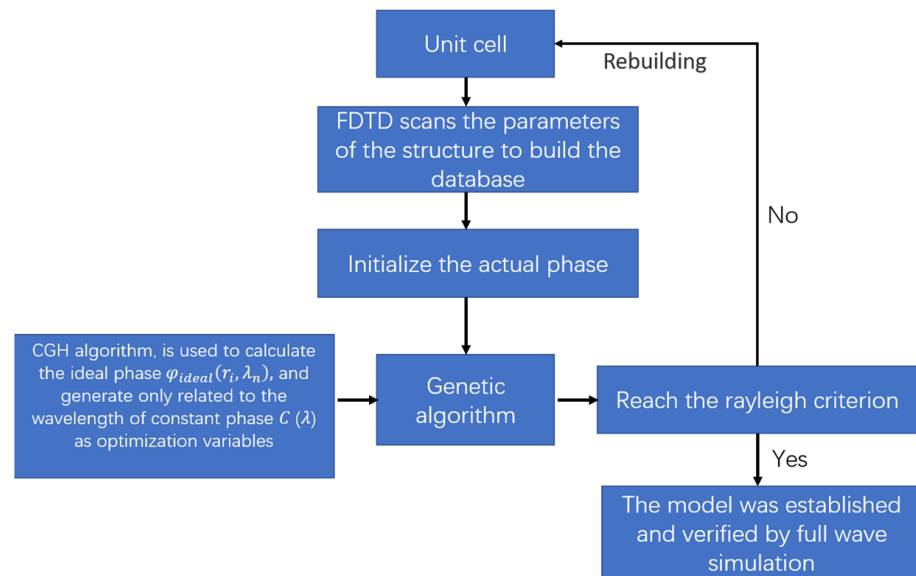 Unit cell
Rebuilding
FDTD scans the parameters
of the structure to build the
database
No
Initialize the actual phase
CGH algorithm, is used to calculate
the ideal phase φ_ideal(r_i, λ_n), and
generate only related to the
wavelength of constant phase C (λ)
as optimization variables
Genetic
algorithm
Reach the rayleigh criterion
Yes
The model was established
and verified by full wave
simulation